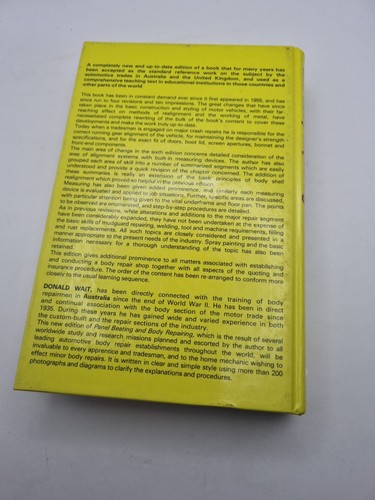 A completely new and up-to-date edition of a book that for many years has
been accepted as the standard reference work on the subject by the
automotive trades in Australia and the United Kingdom, and used as a
comprehensive teaching text in educational institutions in those countries and
other parts of the world
This book has been in constant demand ever since it first appeared in 1955, and has
since run to four revisions and ten impressions. The great changes that have since
taken place in the basic construction and styling of motor vehicles, with their far-
reaching effect on methods of realignment and the working of metal, have
necessitated complete rewriting of the bulk of the book's content to cover these
developments and make the work truly up-to-date.
Today when a tradesman is engaged on major crash repairs he is responsible for the
correct running gear alignment of the vehicle, for maintaining the designer's strength
specifications, and for the exact fit of doors, boot lid, screen apertures, bonnet and
front-end components.
The main area of change in the sixth edition concerns detailed consideration of the
area of alignment systems with built-in measuring devices. The author has also
grouped each area of skill into a number of summarized segments which are easily
understood and provide a quick revision of the chapter concerned. The addition of
these summaries is really an extension of the basic principles of body shell
realignment which proved so helpful in the previous edition.
Measuring has also been given added prominence, and similarly each measuring
device is evaluated and applied to job situations. Further, specific areas are discussed,
with particular attention being given to the vital underframe and floor pan. The points
to be observed are enumerated, and step-by-step procedures are detailed.
As in previous revisions, while alterations and additions to the major repair segments
have been considerably expanded, they have not been undertaken at the expense of
the basic skills of mudguard repairing, welding, tool and machine requirements, filling
and rust replacements. All such topics are closely considered and presented in a
manner appropriate to the present needs of the industry. Spray painting and the basic
information necessary for a thorough understanding of the topic has also been
retained.
This edition gives additional prominence to all matters associated with establishing
and conducting a body repair shop together with all aspects of the quoting and
insurance procedure. The order of the content has been re-arranged to conform more
closely to the usual learning sequence.
DONALD WAIT, has been directly connected with the training of body
repairmen in Australia since the end of World War II. He has been in direct
and continual association with the body section of the motor trade since
1935. During these years he has gained wide and varied experience in both
the custom-built and the repair sections of the industry.
This new edition of Panel Beating and Body Repairing, which is the result of several
worldwide study and research missions planned and escorted by the author to all
leading automotive body repair establishments throughout the world, will be
invaluable to every apprentice and tradesman, and to the home mechanic wishing to
effect minor body repairs. It is written in clear and simple style using more than 200
photographs and diagrams to clarify the explanations and procedures.